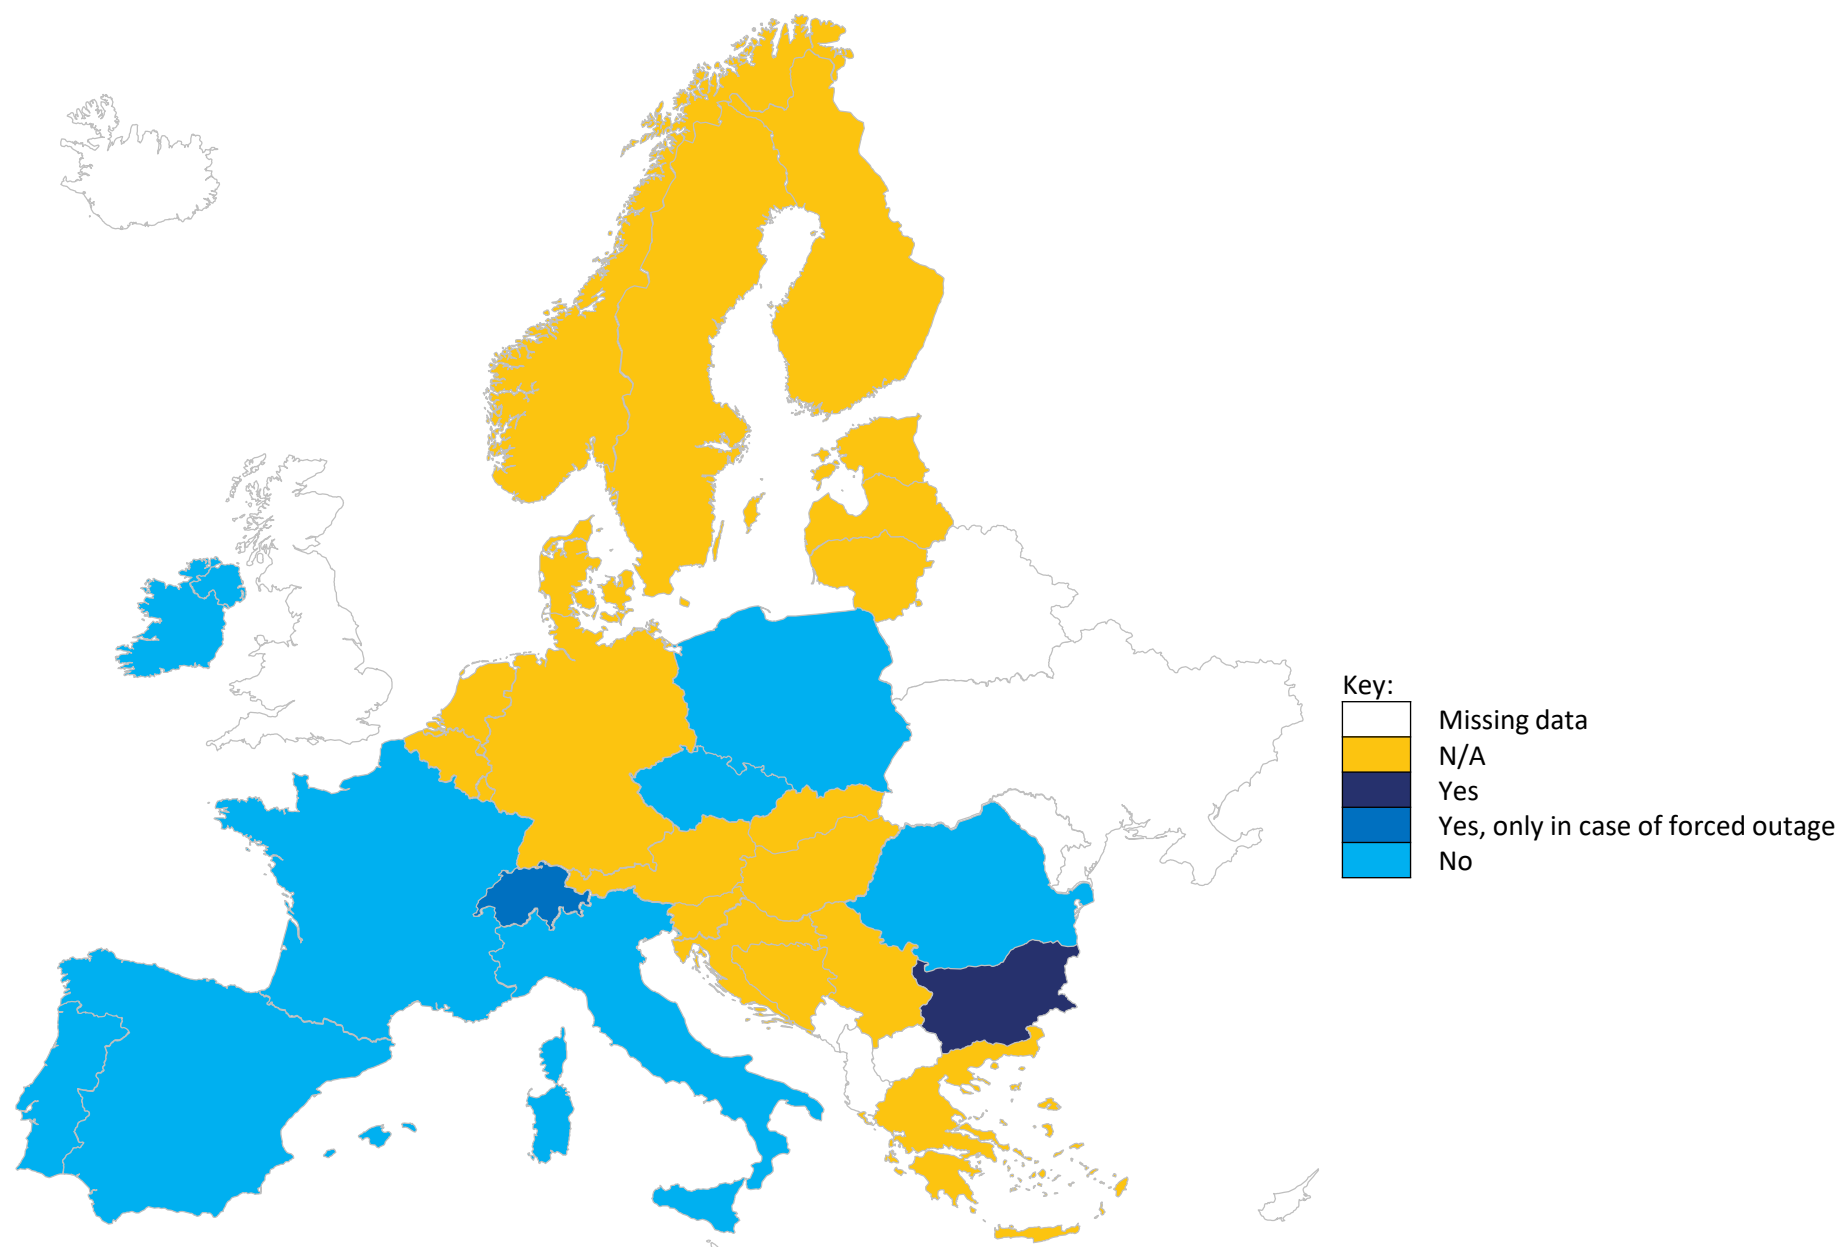 Key:
Missing data
N/A
Yes
Yes, only in case of forced outage
No